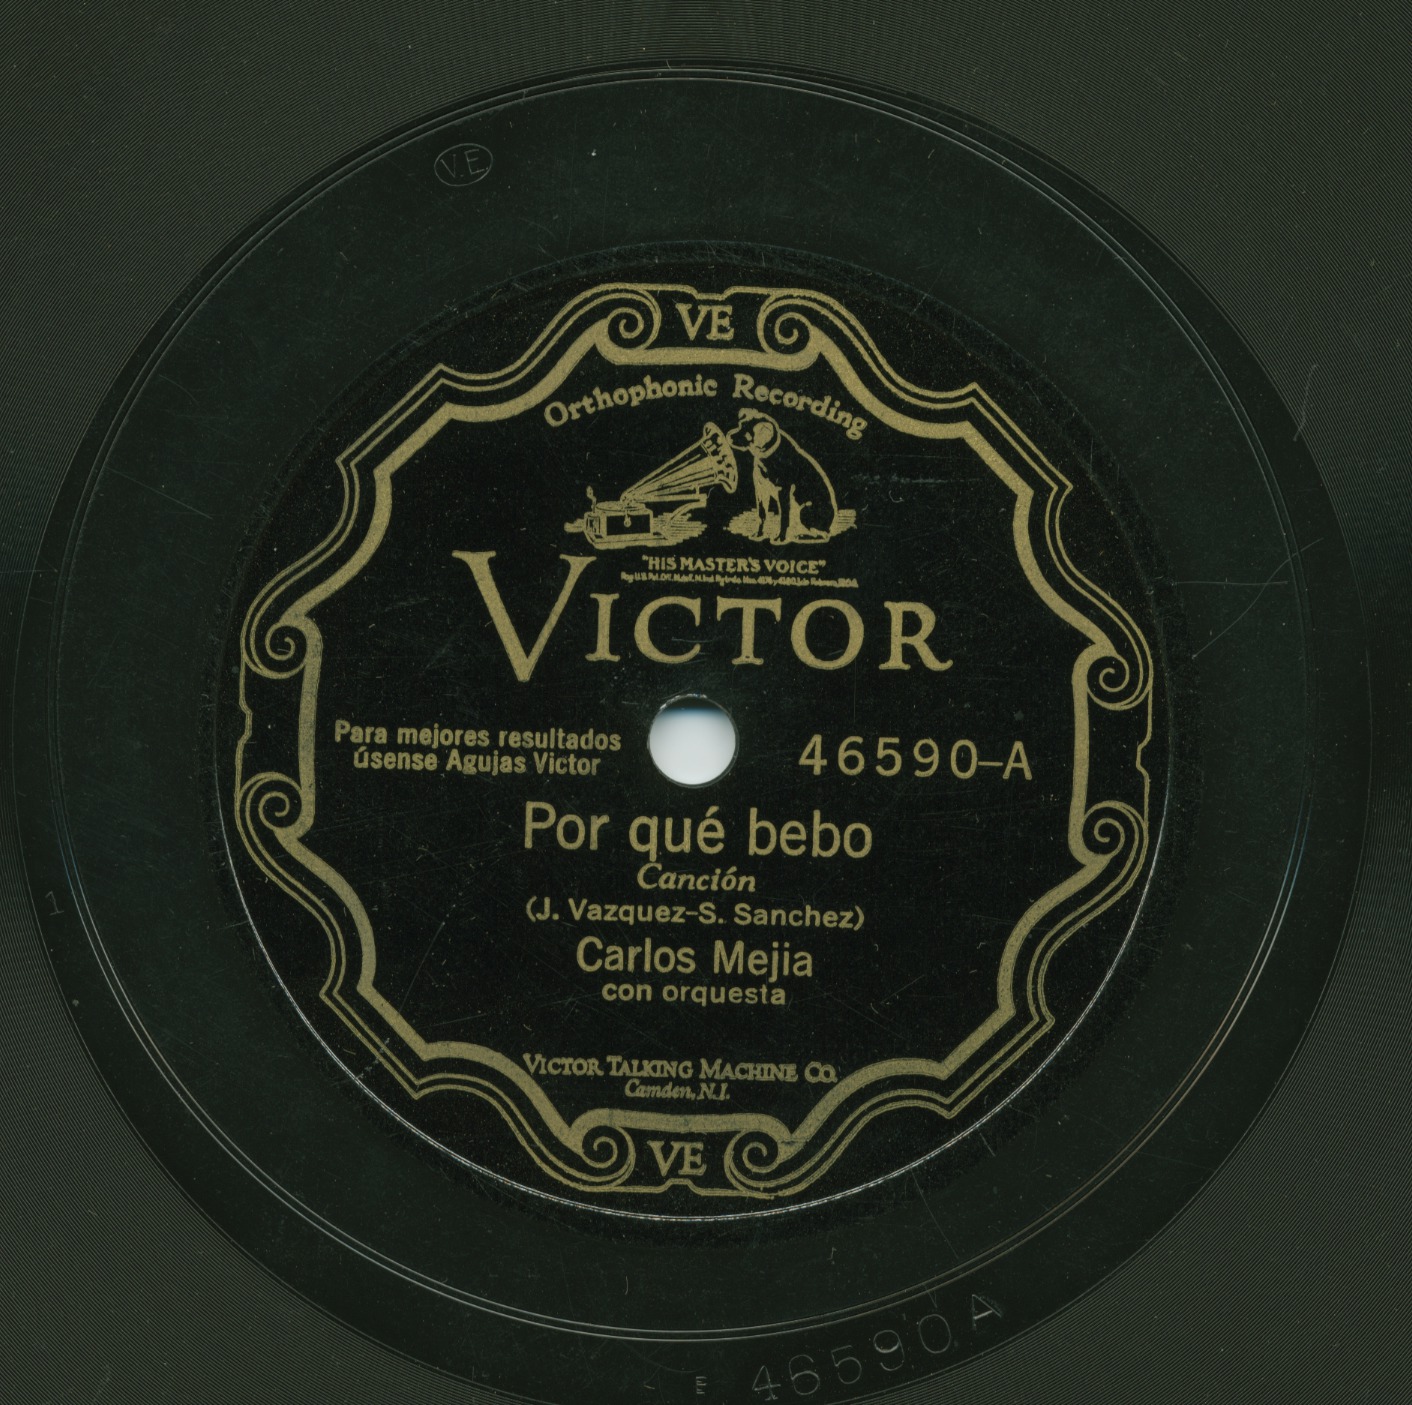 V.E.
VE
Orthophonic Recording
"HIS MASTER'S VOICE"
VICTOR
Para mejores resultados
úsense Agujas Victor
46590-A
Por qué bebo
Canción
(J. Vazquez-S. Sanchez)
Carlos Mejia
con orquesta
VICTOR TALKING MACHINE CO.
Camden, N.J.
VE
1
E
46590A